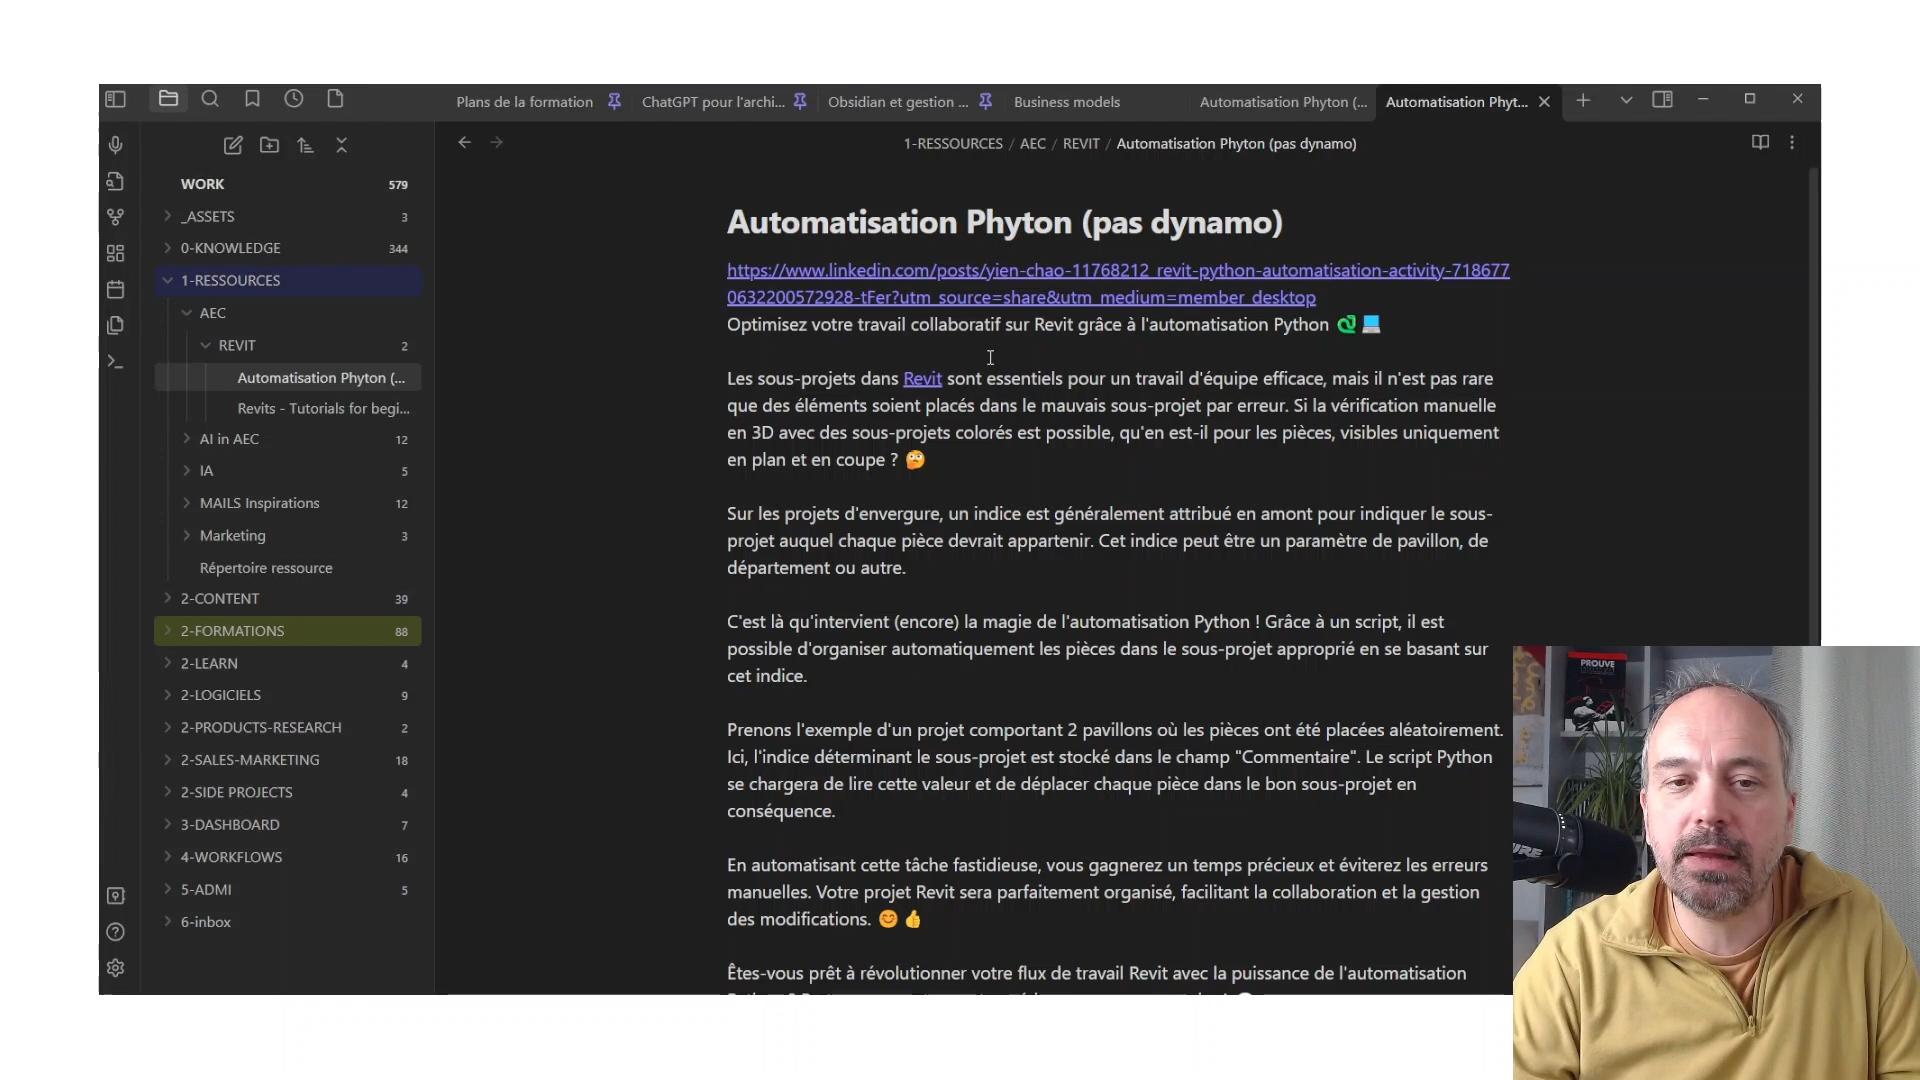 Plans de la formation
ChatGPT pour l'archi...
Obsidian et gestion ...
Business models
Automatisation Phyton (...
Automatisation Phyt...
1-RESSOURCES / AEC / REVIT / Automatisation Phyton (pas dynamo)
WORK 579
_ASSETS 3
0-KNOWLEDGE 344
1-RESSOURCES
AEC
REVIT 2
Automatisation Phyton (...
Revits - Tutorials for begi...
AI in AEC 12
IA 5
MAILS Inspirations 12
Marketing 3
Répertoire ressource
2-CONTENT 39
2-FORMATIONS 88
2-LEARN 4
2-LOGICIELS 9
2-PRODUCTS-RESEARCH 2
2-SALES-MARKETING 18
2-SIDE PROJECTS 4
3-DASHBOARD 7
4-WORKFLOWS 16
5-ADMI 5
6-inbox
Automatisation Phyton (pas dynamo)
https://www.linkedin.com/posts/yien-chao-11768212_revit-python-automatisation-activity-718677
0632200572928-tFer?utm_source=share&utm_medium=member_desktop
Optimisez votre travail collaboratif sur Revit grâce à l'automatisation Python 🐍 💻
Les sous-projets dans Revit sont essentiels pour un travail d'équipe efficace, mais il n'est pas rare
que des éléments soient placés dans le mauvais sous-projet par erreur. Si la vérification manuelle
en 3D avec des sous-projets colorés est possible, qu'en est-il pour les pièces, visibles uniquement
en plan et en coupe ? 🤔
Sur les projets d'envergure, un indice est généralement attribué en amont pour indiquer le sous-
projet auquel chaque pièce devrait appartenir. Cet indice peut être un paramètre de pavillon, de
département ou autre.
C'est là qu'intervient (encore) la magie de l'automatisation Python ! Grâce à un script, il est
possible d'organiser automatiquement les pièces dans le sous-projet approprié en se basant sur
cet indice.
Prenons l'exemple d'un projet comportant 2 pavillons où les pièces ont été placées aléatoirement.
Ici, l'indice déterminant le sous-projet est stocké dans le champ "Commentaire". Le script Python
se chargera de lire cette valeur et de déplacer chaque pièce dans le bon sous-projet en
conséquence.
En automatisant cette tâche fastidieuse, vous gagnerez un temps précieux et éviterez les erreurs
manuelles. Votre projet Revit sera parfaitement organisé, facilitant la collaboration et la gestion
des modifications. 😊 👍
Êtes-vous prêt à révolutionner votre flux de travail Revit avec la puissance de l'automatisation
PROUVE